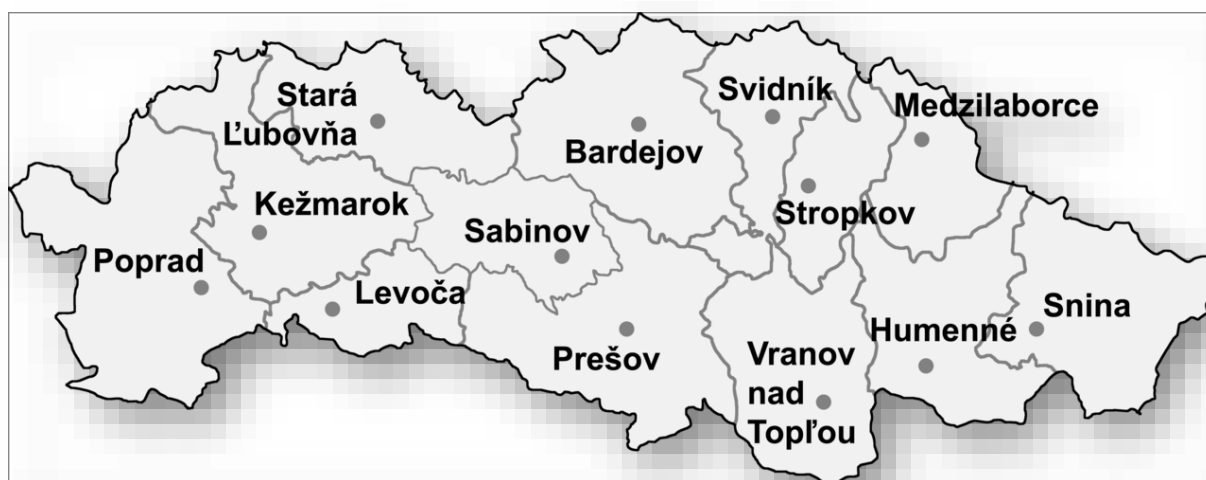 Stará
Ľubovňa
Svidník
Medzilaborce
Bardejov
Kežmarok
Stropkov
Sabinov
Poprad
Levoča
Snina
Humenné
Prešov
Vranov
nad
Topľou